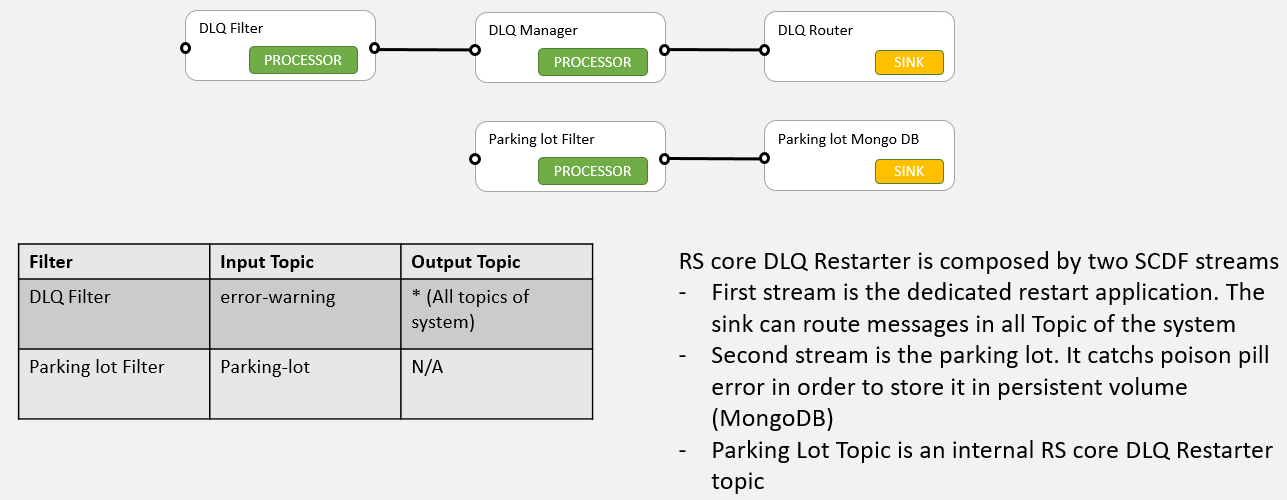 DLQ Filter
PROCESSOR
DLQ Manager
PROCESSOR
DLQ Router
SINK
Parking lot Filter
PROCESSOR
Parking lot Mongo DB
SINK
Filter
Input Topic
Output Topic
DLQ Filter
error-warning
* (All topics of
system)
Parking lot Filter
Parking-lot
N/A
RS core DLQ Restarter is composed by two SCDF streams
- First stream is the dedicated restart application. The
sink can route messages in all Topic of the system
- Second stream is the parking lot. It catchs poison pill
error in order to store it in persistent volume
(MongoDB)
- Parking Lot Topic is an internal RS core DLQ Restarter
topic